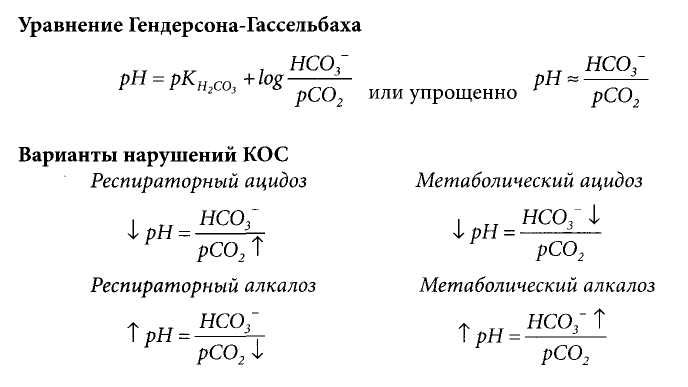 Уравнение Гендерсона-Гассельбаха
pH = pK_{H₂CO₃} + log HCO₃⁻ / pCO₂ или упрощенно pH ≈ HCO₃⁻ / pCO₂
Варианты нарушений КОС
Респираторный ацидоз Метаболический ацидоз
↓ pH = HCO₃⁻ / pCO₂ ↑ ↓ pH = HCO₃⁻ ↓ / pCO₂
Респираторный алкалоз Метаболический алкалоз
↑ pH = HCO₃⁻ / pCO₂ ↓ ↑ pH = HCO₃⁻ ↑ / pCO₂